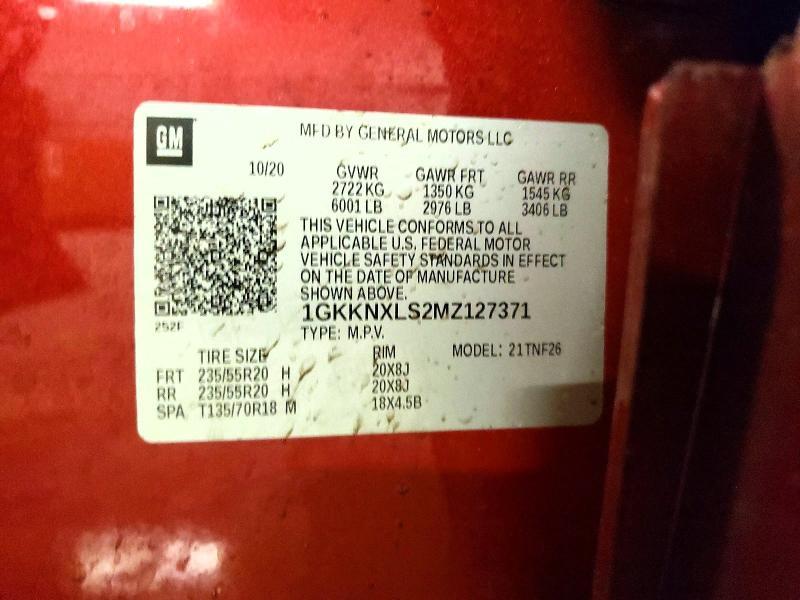 GM
MFD BY GENERAL MOTORS LLC
10/20 GVWR GAWR FRT GAWR RR
2722 KG 1350 KG 1545 KG
6001 LB 2976 LB 3406 LB
THIS VEHICLE CONFORMS TO ALL
APPLICABLE U.S. FEDERAL MOTOR
VEHICLE SAFETY STANDARDS IN EFFECT
ON THE DATE OF MANUFACTURE
SHOWN ABOVE.
1GKKNXLS2MZ127371
252F
TYPE: M.P.V.
TIRE SIZE RIM MODEL: 21TNF26
FRT 235/55R20 H 20X8J
RR 235/55R20 H 20X8J
SPA T135/70R18 M 18X4.5B